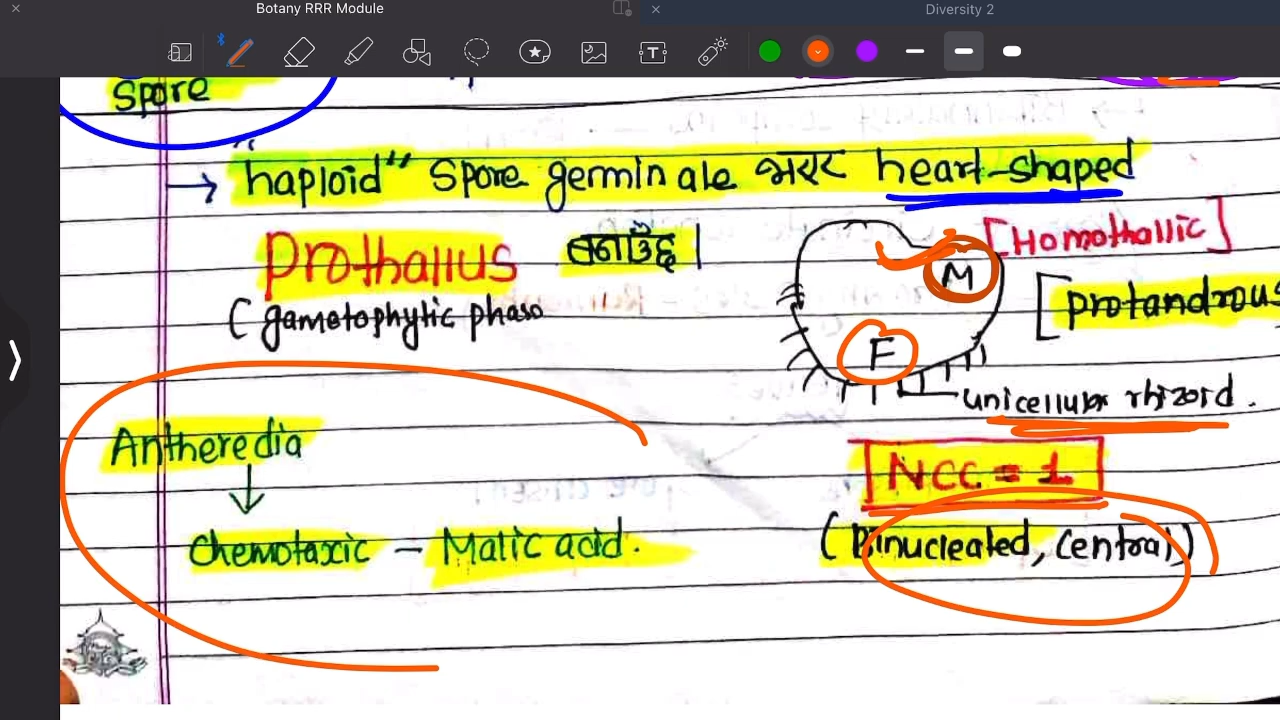 Botany RRR Module
Diversity 2
Spore
→ "haploid" spore germinate भएर heart-shaped
Prothallus बनाउँछ।
(gametophytic phase
[Homothallic]
M
[Protandrous
F
unicellular rhizoid.
Antheredia
NCC = 1
Chemotaxic – Malic acid.
(Binucleated, Central)